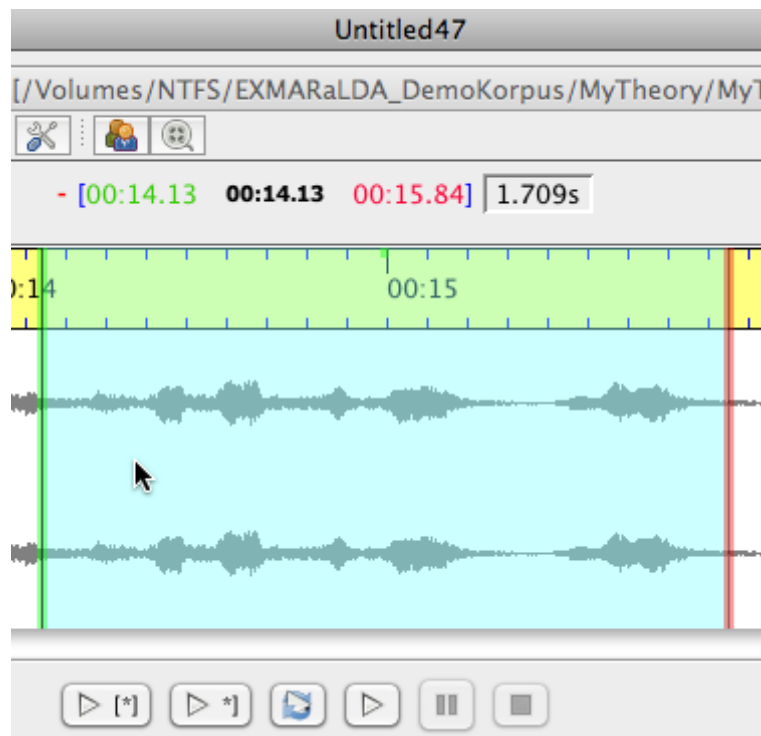 Untitled47
[/Volumes/NTFS/EXMARaLDA_DemoKorpus/MyTheory/MyT
- [00:14.13 00:14.13 00:15.84] 1.709s
):14 00:15
[*] *]